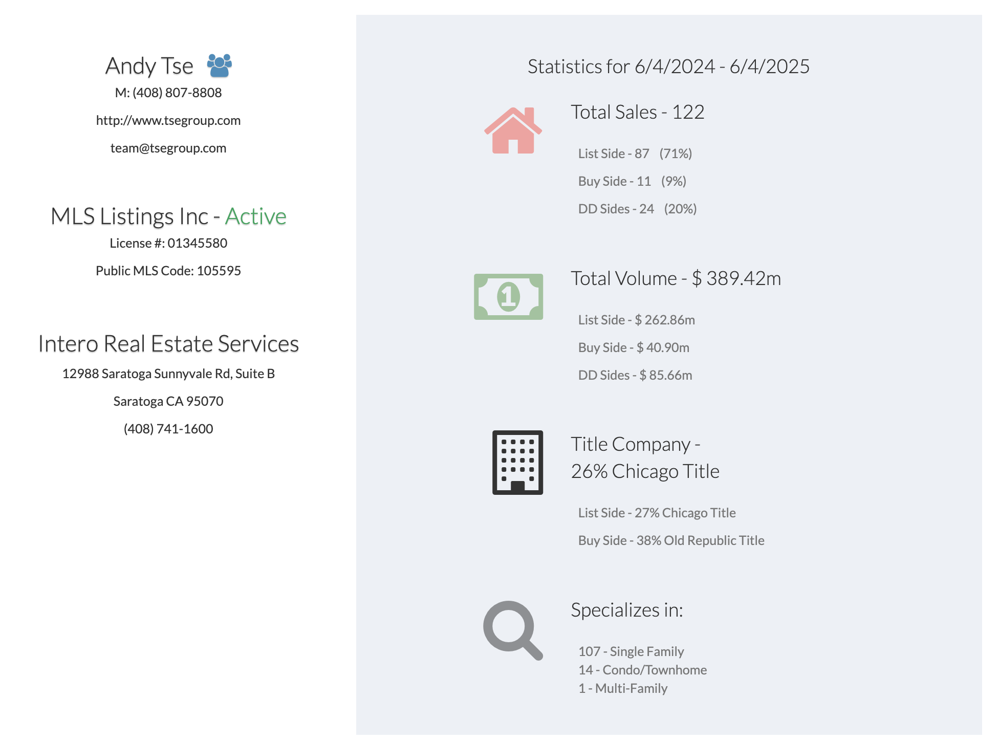 Andy Tse
M: (408) 807-8808
http://www.tsegroup.com
team@tsegroup.com
MLS Listings Inc - Active
License #: 01345580
Public MLS Code: 105595
Intero Real Estate Services
12988 Saratoga Sunnyvale Rd, Suite B
Saratoga CA 95070
(408) 741-1600
Statistics for 6/4/2024 - 6/4/2025
Total Sales - 122
List Side - 87 (71%)
Buy Side - 11 (9%)
DD Sides - 24 (20%)
1
Total Volume - $ 389.42m
List Side - $ 262.86m
Buy Side - $ 40.90m
DD Sides - $ 85.66m
Title Company -
26% Chicago Title
List Side - 27% Chicago Title
Buy Side - 38% Old Republic Title
Specializes in:
107 - Single Family
14 - Condo/Townhome
1 - Multi-Family